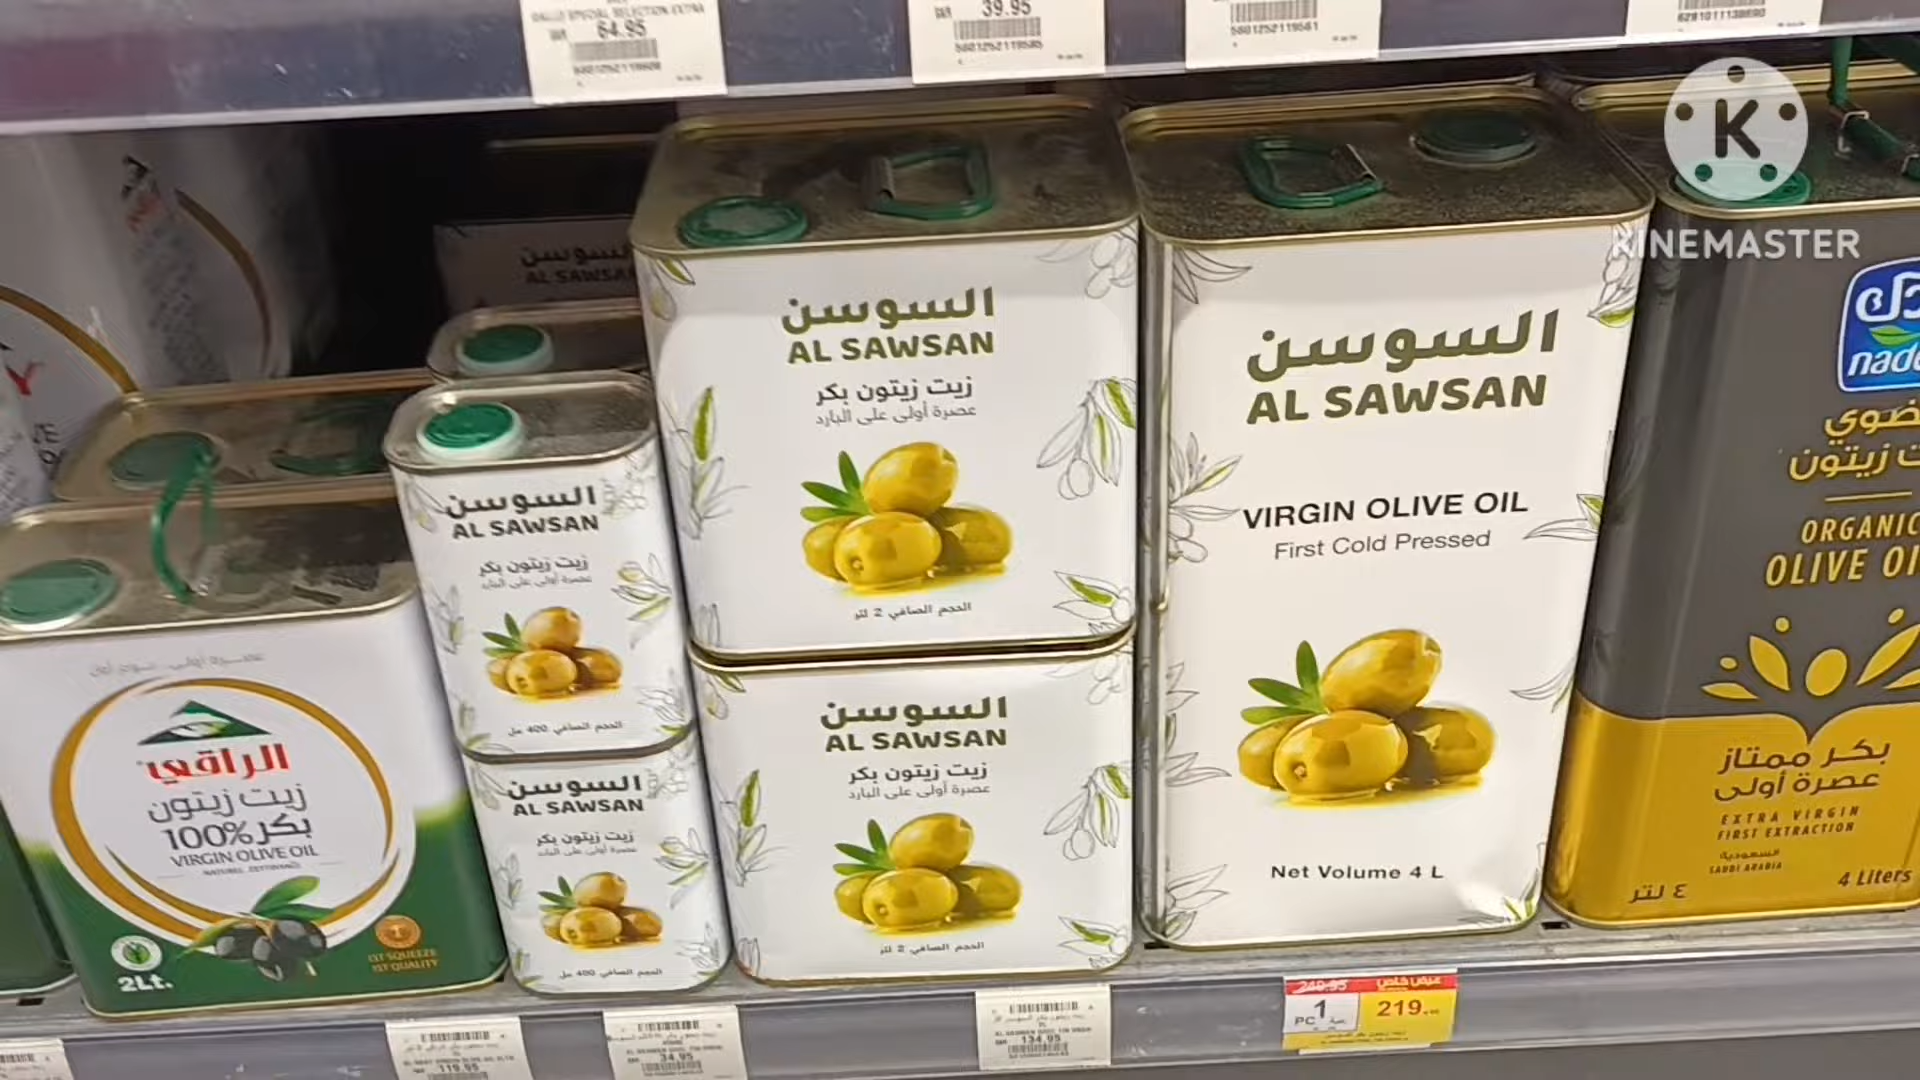 64.95
39.95
KINEMASTER
السوسن
AL SAWSAN
السوسن
AL SAWSAN
زيت زيتون بكر
عصرة أولى على البارد
الحجم الصافي 2 لتر
السوسن
AL SAWSAN
VIRGIN OLIVE OIL
First Cold Pressed
Net Volume 4 L
زيتون
ORGANIC
OLIVE
بكر ممتاز
عصرة أولى
EXTRA VIRGIN
FIRST EXTRACTION
السعودية
SAUDI ARABIA
٤ لتر
4 Liters
السوسن
AL SAWSAN
زيت زيتون بكر
عصرة أولى على البارد
الحجم الصافي 400 مل
السوسن
AL SAWSAN
زيت زيتون بكر
عصرة أولى على البارد
الحجم الصافي 400 مل
السوسن
AL SAWSAN
زيت زيتون بكر
عصرة أولى على البارد
الحجم الصافي 2 لتر
الراقي
زيت زيتون
بكر 100%
VIRGIN OLIVE OIL
1ST SQUEEZE
1ST QUALITY
2Lt.
119.95
34.95
134.95
249.95
عرض خاص
1
PC
219